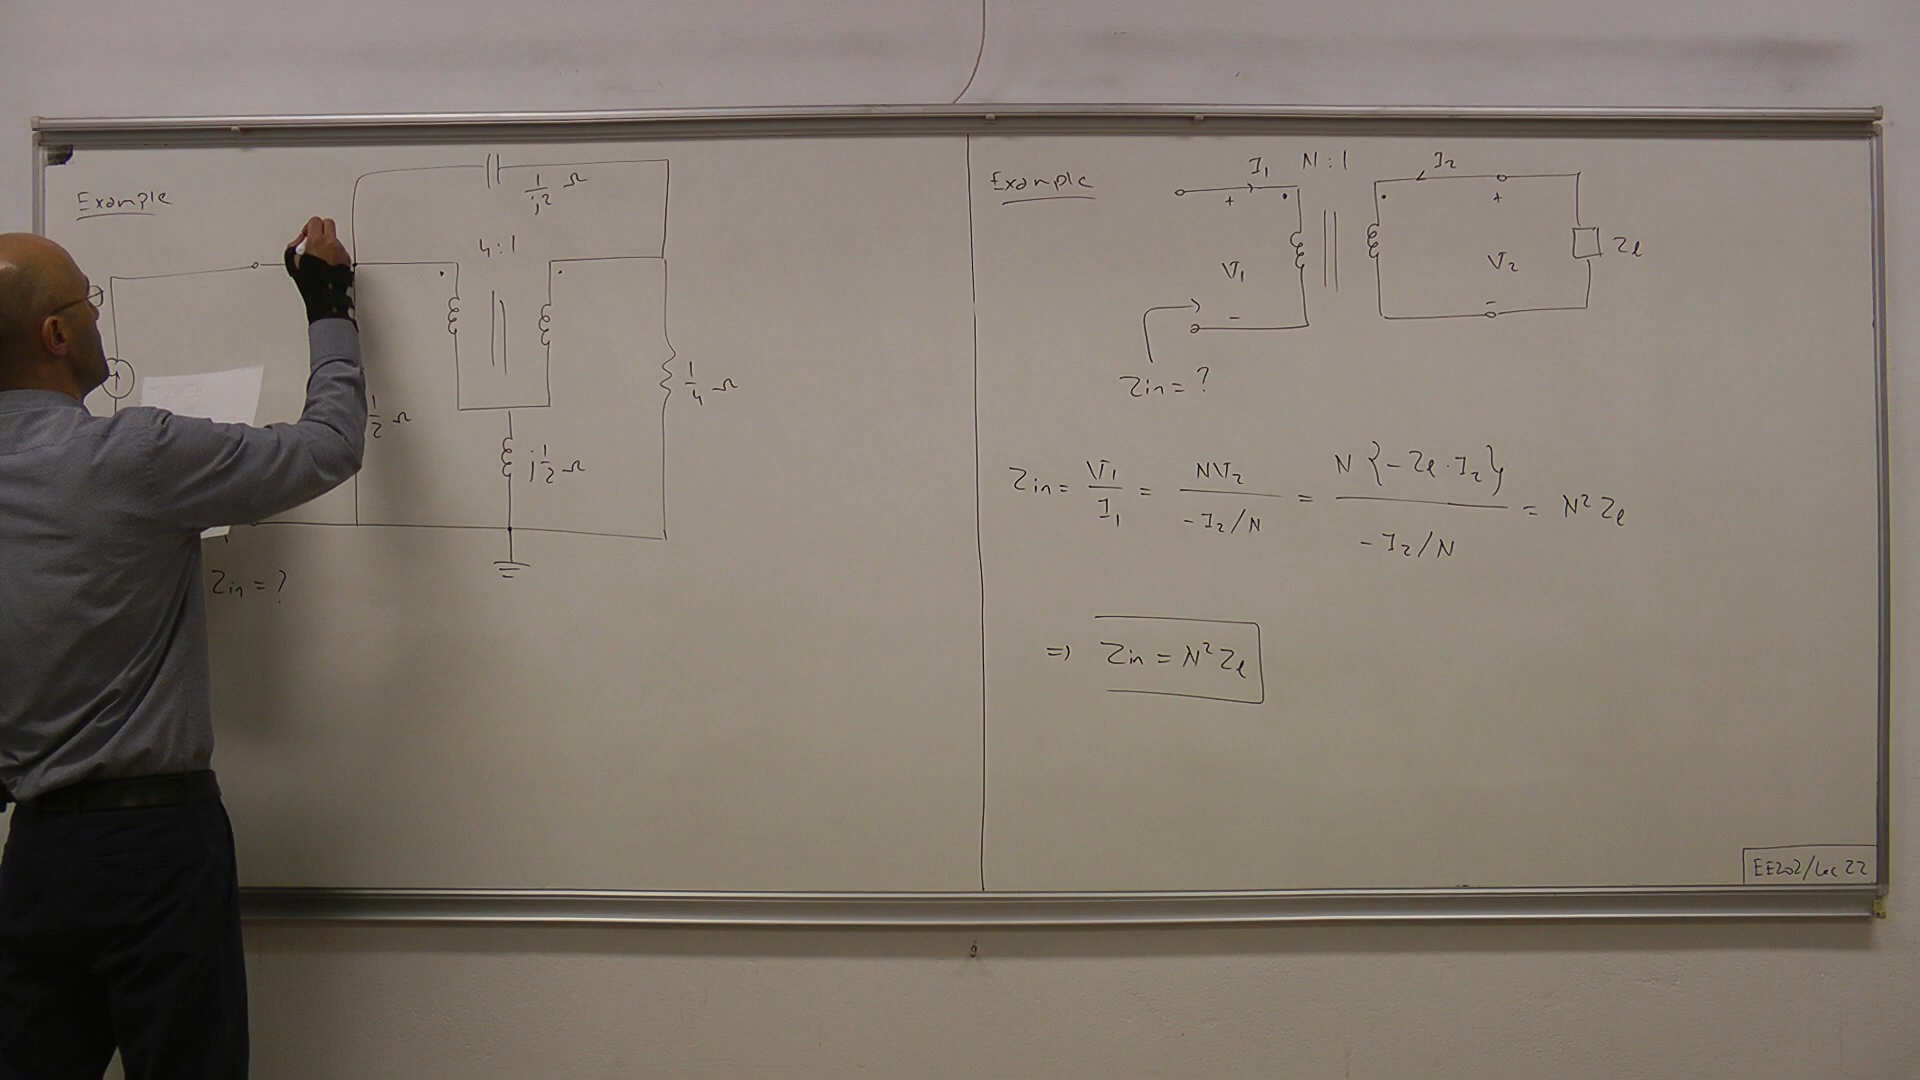 Example
1/j2 Ω
4:1
1/2 Ω
j 1/2 Ω
1/4 Ω
Zin = ?
Example
I1 N:1 I2
+ +
V1 V2 Zl
- -
Zin = ?
Zin = V1/I1 = NV2/(-I2/N) = N{-Zl·I2}/(-I2/N) = N² Zl
⇒ Zin = N² Zl
EE202/Lec 22